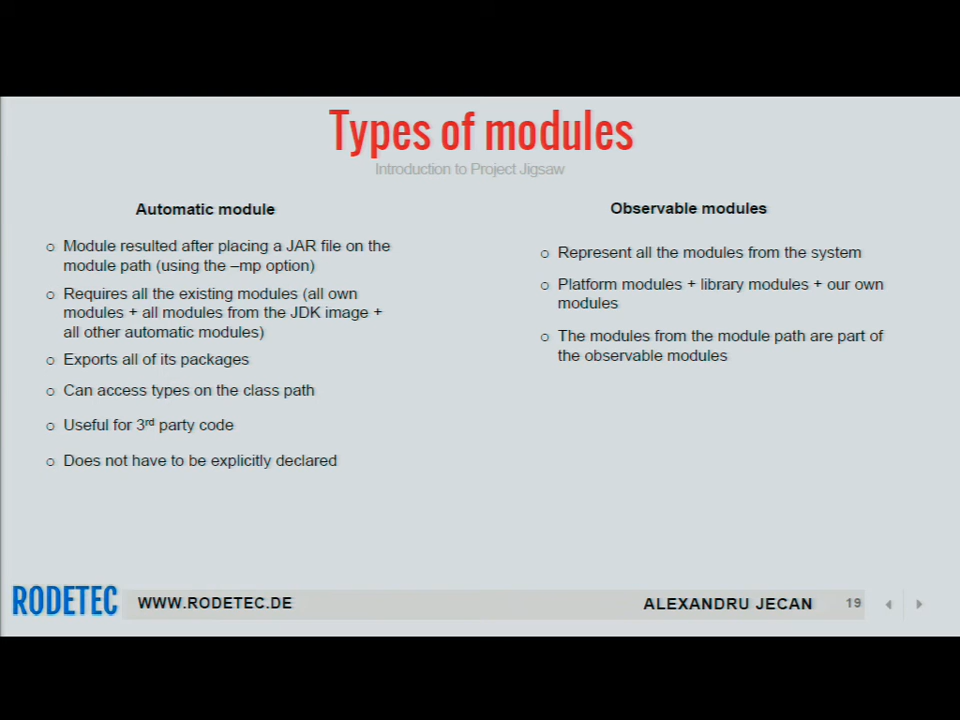 Types of modules
Introduction to Project Jigsaw
Automatic module
○ Module resulted after placing a JAR file on the
module path (using the –mp option)
○ Requires all the existing modules (all own
modules + all modules from the JDK image +
all other automatic modules)
○ Exports all of its packages
○ Can access types on the class path
○ Useful for 3rd party code
○ Does not have to be explicitly declared
Observable modules
○ Represent all the modules from the system
○ Platform modules + library modules + our own
modules
○ The modules from the module path are part of
the observable modules
RODETEC WWW.RODETEC.DE ALEXANDRU JECAN 19